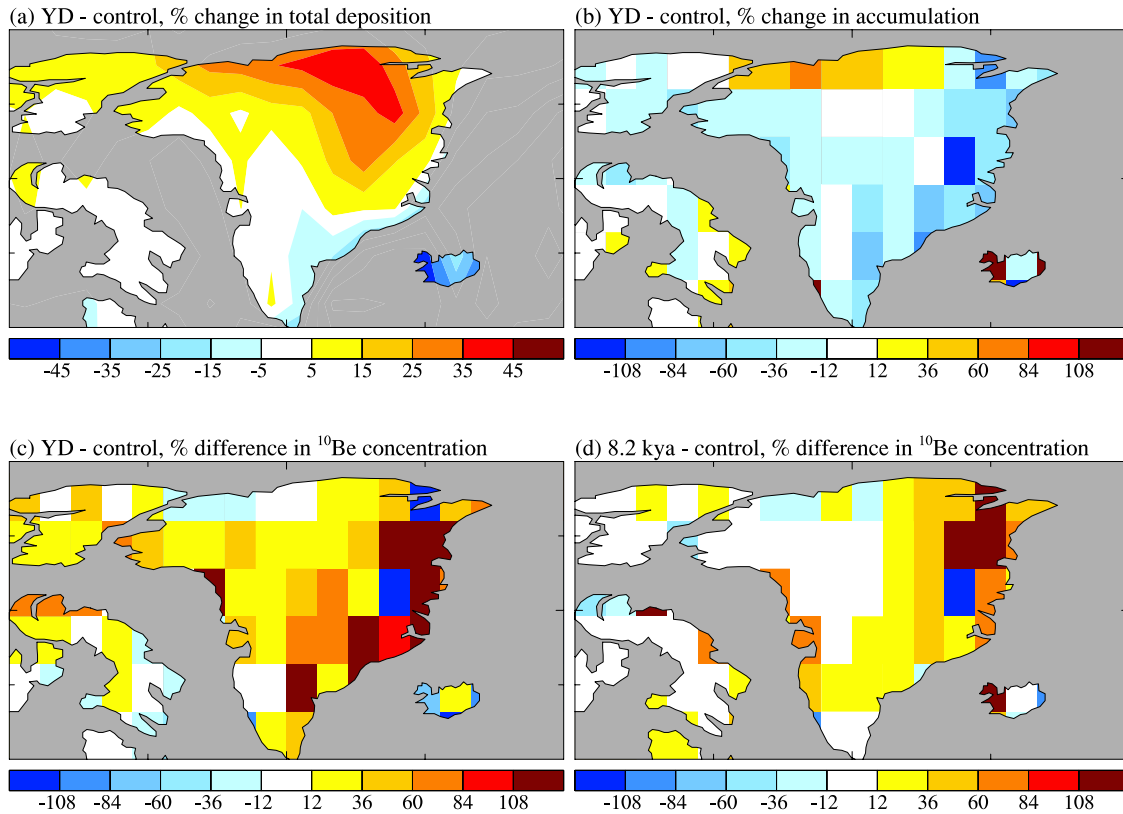 (a) YD - control, % change in total deposition
(b) YD - control, % change in accumulation
-45 -35 -25 -15 -5 5 15 25 35 45
-108 -84 -60 -36 -12 12 36 60 84 108
(c) YD - control, % difference in ¹⁰Be concentration
(d) 8.2 kya - control, % difference in ¹⁰Be concentration
-108 -84 -60 -36 -12 12 36 60 84 108
-108 -84 -60 -36 -12 12 36 60 84 108